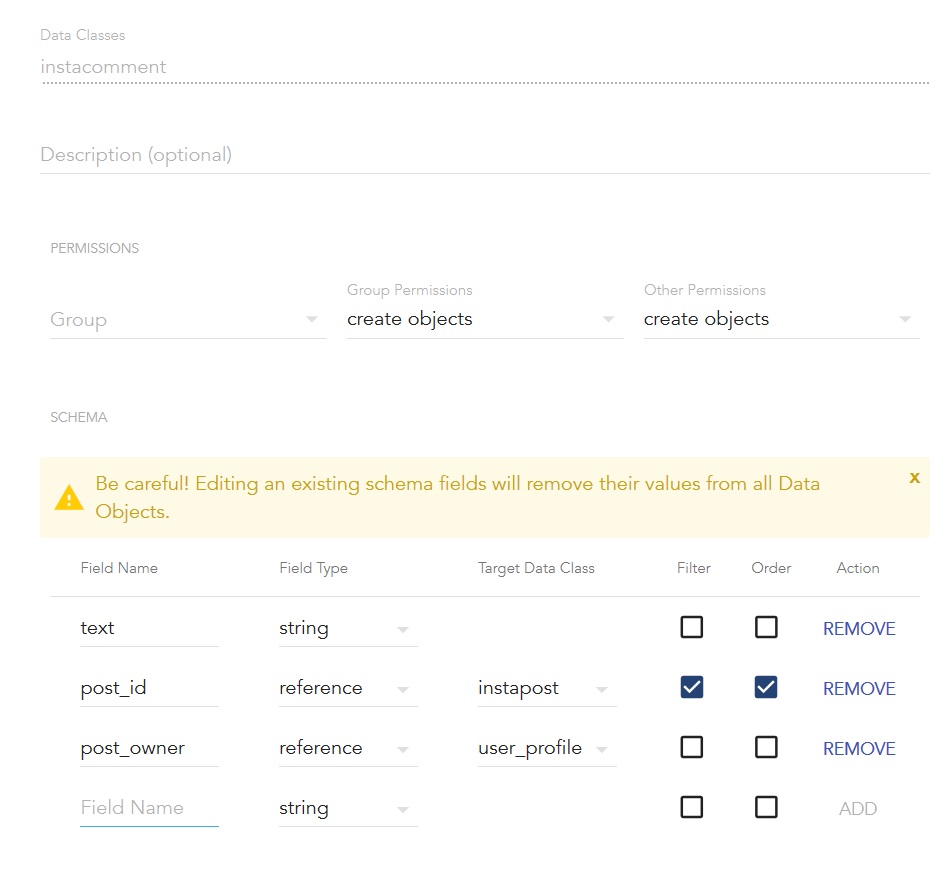 Data Classes
instacomment
Description (optional)
PERMISSIONS
Group Permissions Other Permissions
Group create objects create objects
SCHEMA
Be careful! Editing an existing schema fields will remove their values from all Data x
Objects.
Field Name Field Type Target Data Class Filter Order Action
text string REMOVE
post_id reference instapost REMOVE
post_owner reference user_profile REMOVE
Field Name string ADD